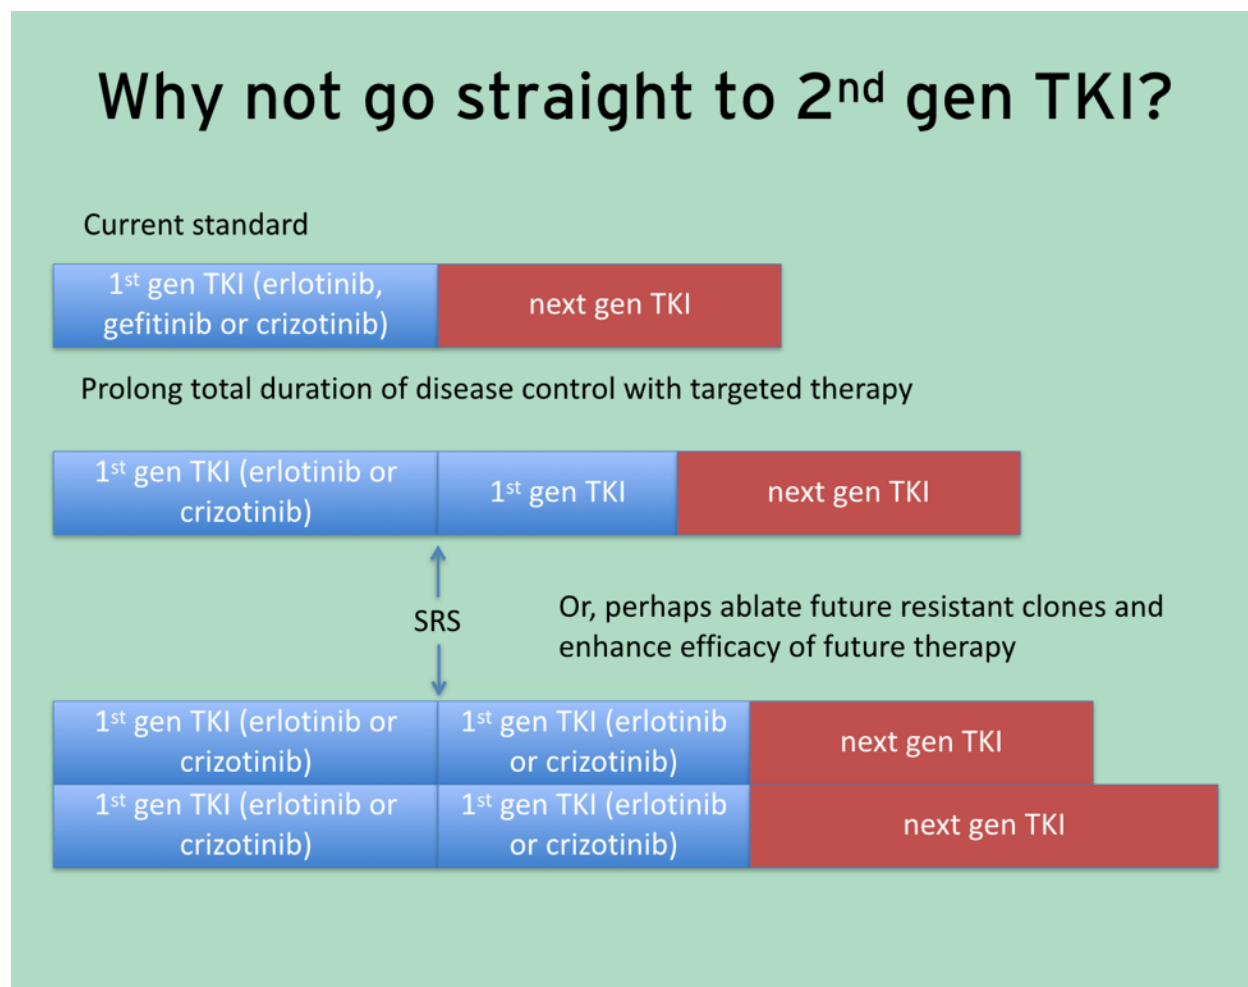 Why not go straight to 2nd gen TKI?
Current standard
1st gen TKI (erlotinib,
gefitinib or crizotinib)
next gen TKI
Prolong total duration of disease control with targeted therapy
1st gen TKI (erlotinib or
crizotinib)
1st gen TKI
next gen TKI
SRS
Or, perhaps ablate future resistant clones and
enhance efficacy of future therapy
1st gen TKI (erlotinib or
crizotinib)
1st gen TKI (erlotinib
or crizotinib)
next gen TKI
1st gen TKI (erlotinib or
crizotinib)
1st gen TKI (erlotinib
or crizotinib)
next gen TKI